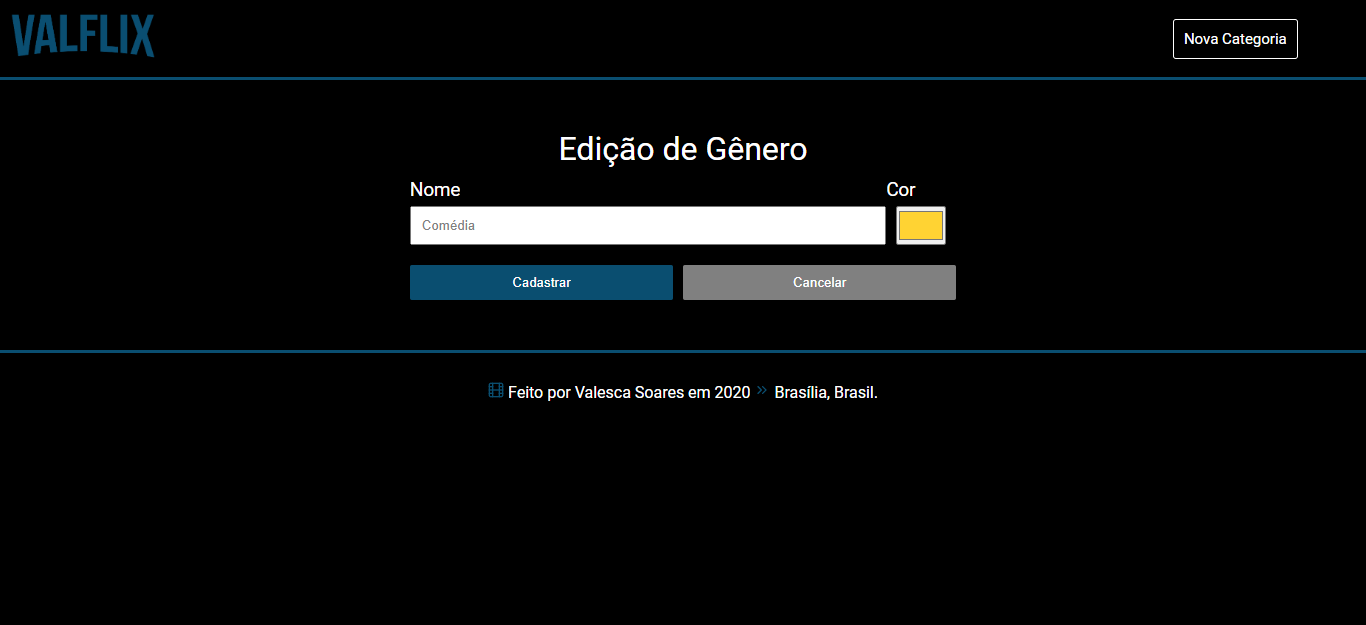 VALFLIX
Nova Categoria
Edição de Gênero
Nome
Cor
Comédia
Cadastrar
Cancelar
Feito por Valesca Soares em 2020 » Brasília, Brasil.